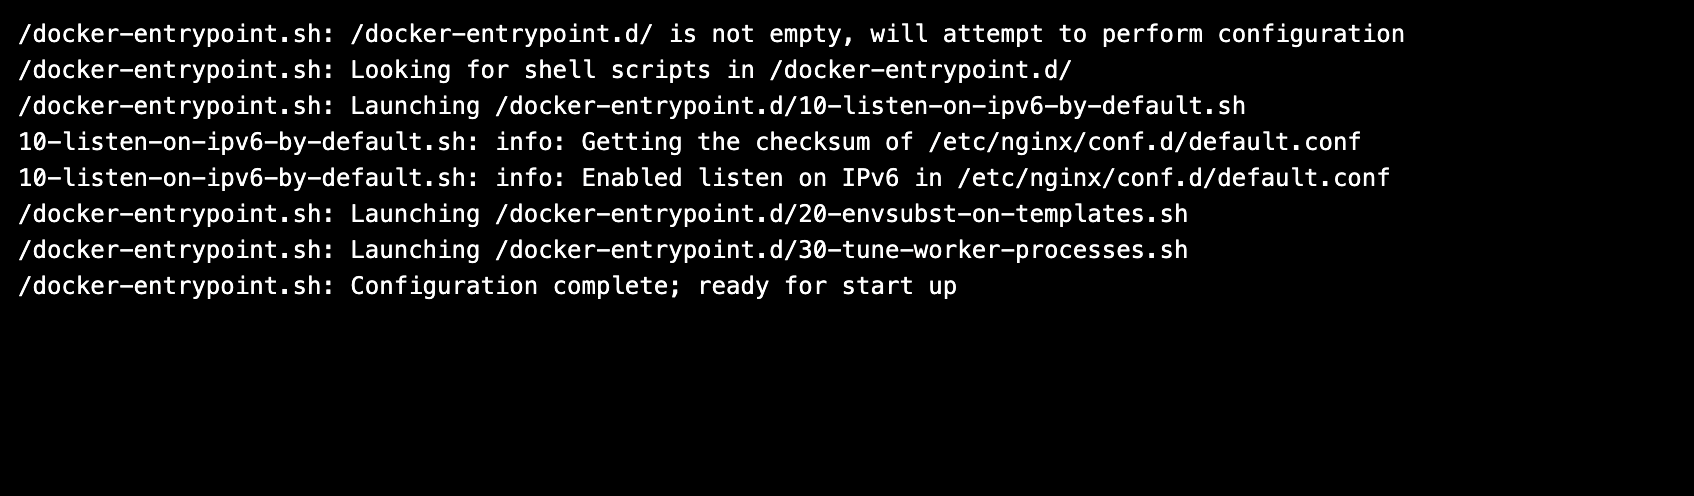 /docker-entrypoint.sh: /docker-entrypoint.d/ is not empty, will attempt to perform configuration
/docker-entrypoint.sh: Looking for shell scripts in /docker-entrypoint.d/
/docker-entrypoint.sh: Launching /docker-entrypoint.d/10-listen-on-ipv6-by-default.sh
10-listen-on-ipv6-by-default.sh: info: Getting the checksum of /etc/nginx/conf.d/default.conf
10-listen-on-ipv6-by-default.sh: info: Enabled listen on IPv6 in /etc/nginx/conf.d/default.conf
/docker-entrypoint.sh: Launching /docker-entrypoint.d/20-envsubst-on-templates.sh
/docker-entrypoint.sh: Launching /docker-entrypoint.d/30-tune-worker-processes.sh
/docker-entrypoint.sh: Configuration complete; ready for start up